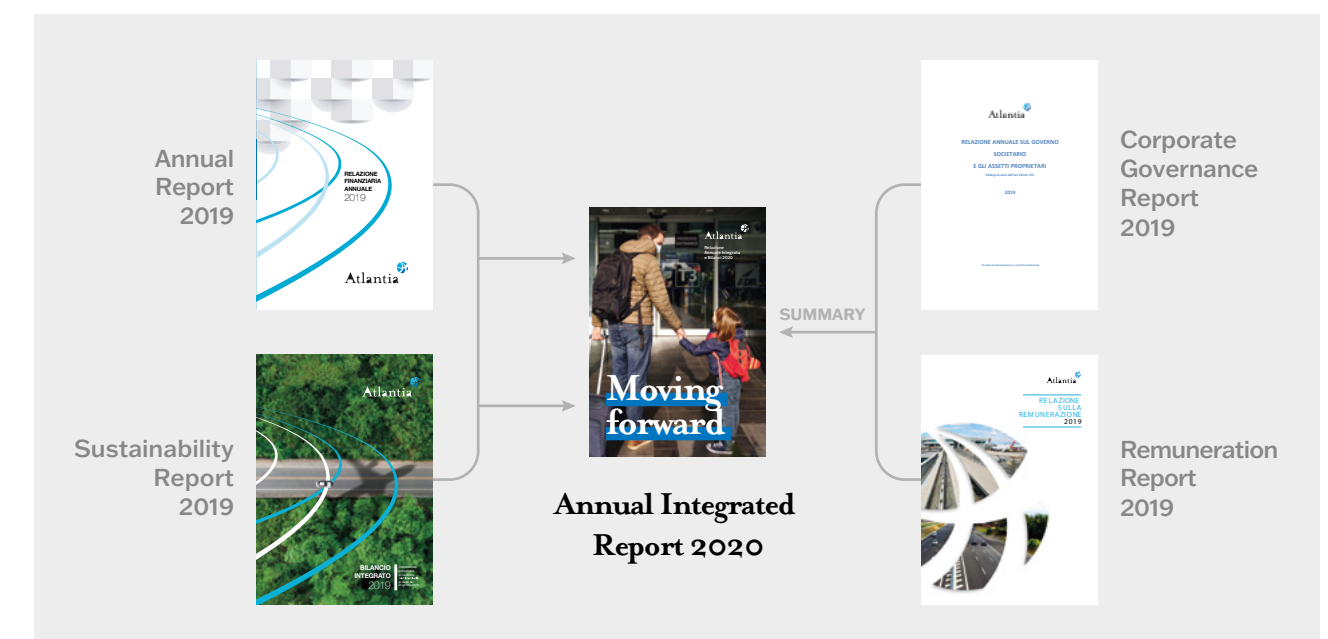 Annual
Report
2019
RELAZIONE
FINANZIARIA
ANNUALE
2019
Atlantia
Sustainability
Report
2019
Atlantia
BILANCIO
INTEGRATO
2019
Atlantia
Relazione
Annuale Integrata
e Bilanci 2020
Moving
forward
Annual Integrated
Report 2020
SUMMARY
Atlantia
RELAZIONE ANNUALE SUL GOVERNO
SOCIETARIO
E GLI ASSETTI PROPRIETARI
2019
Corporate
Governance
Report
2019
Atlantia
RELAZIONE
SULLA
REMUNERAZIONE
2019
Remuneration
Report
2019